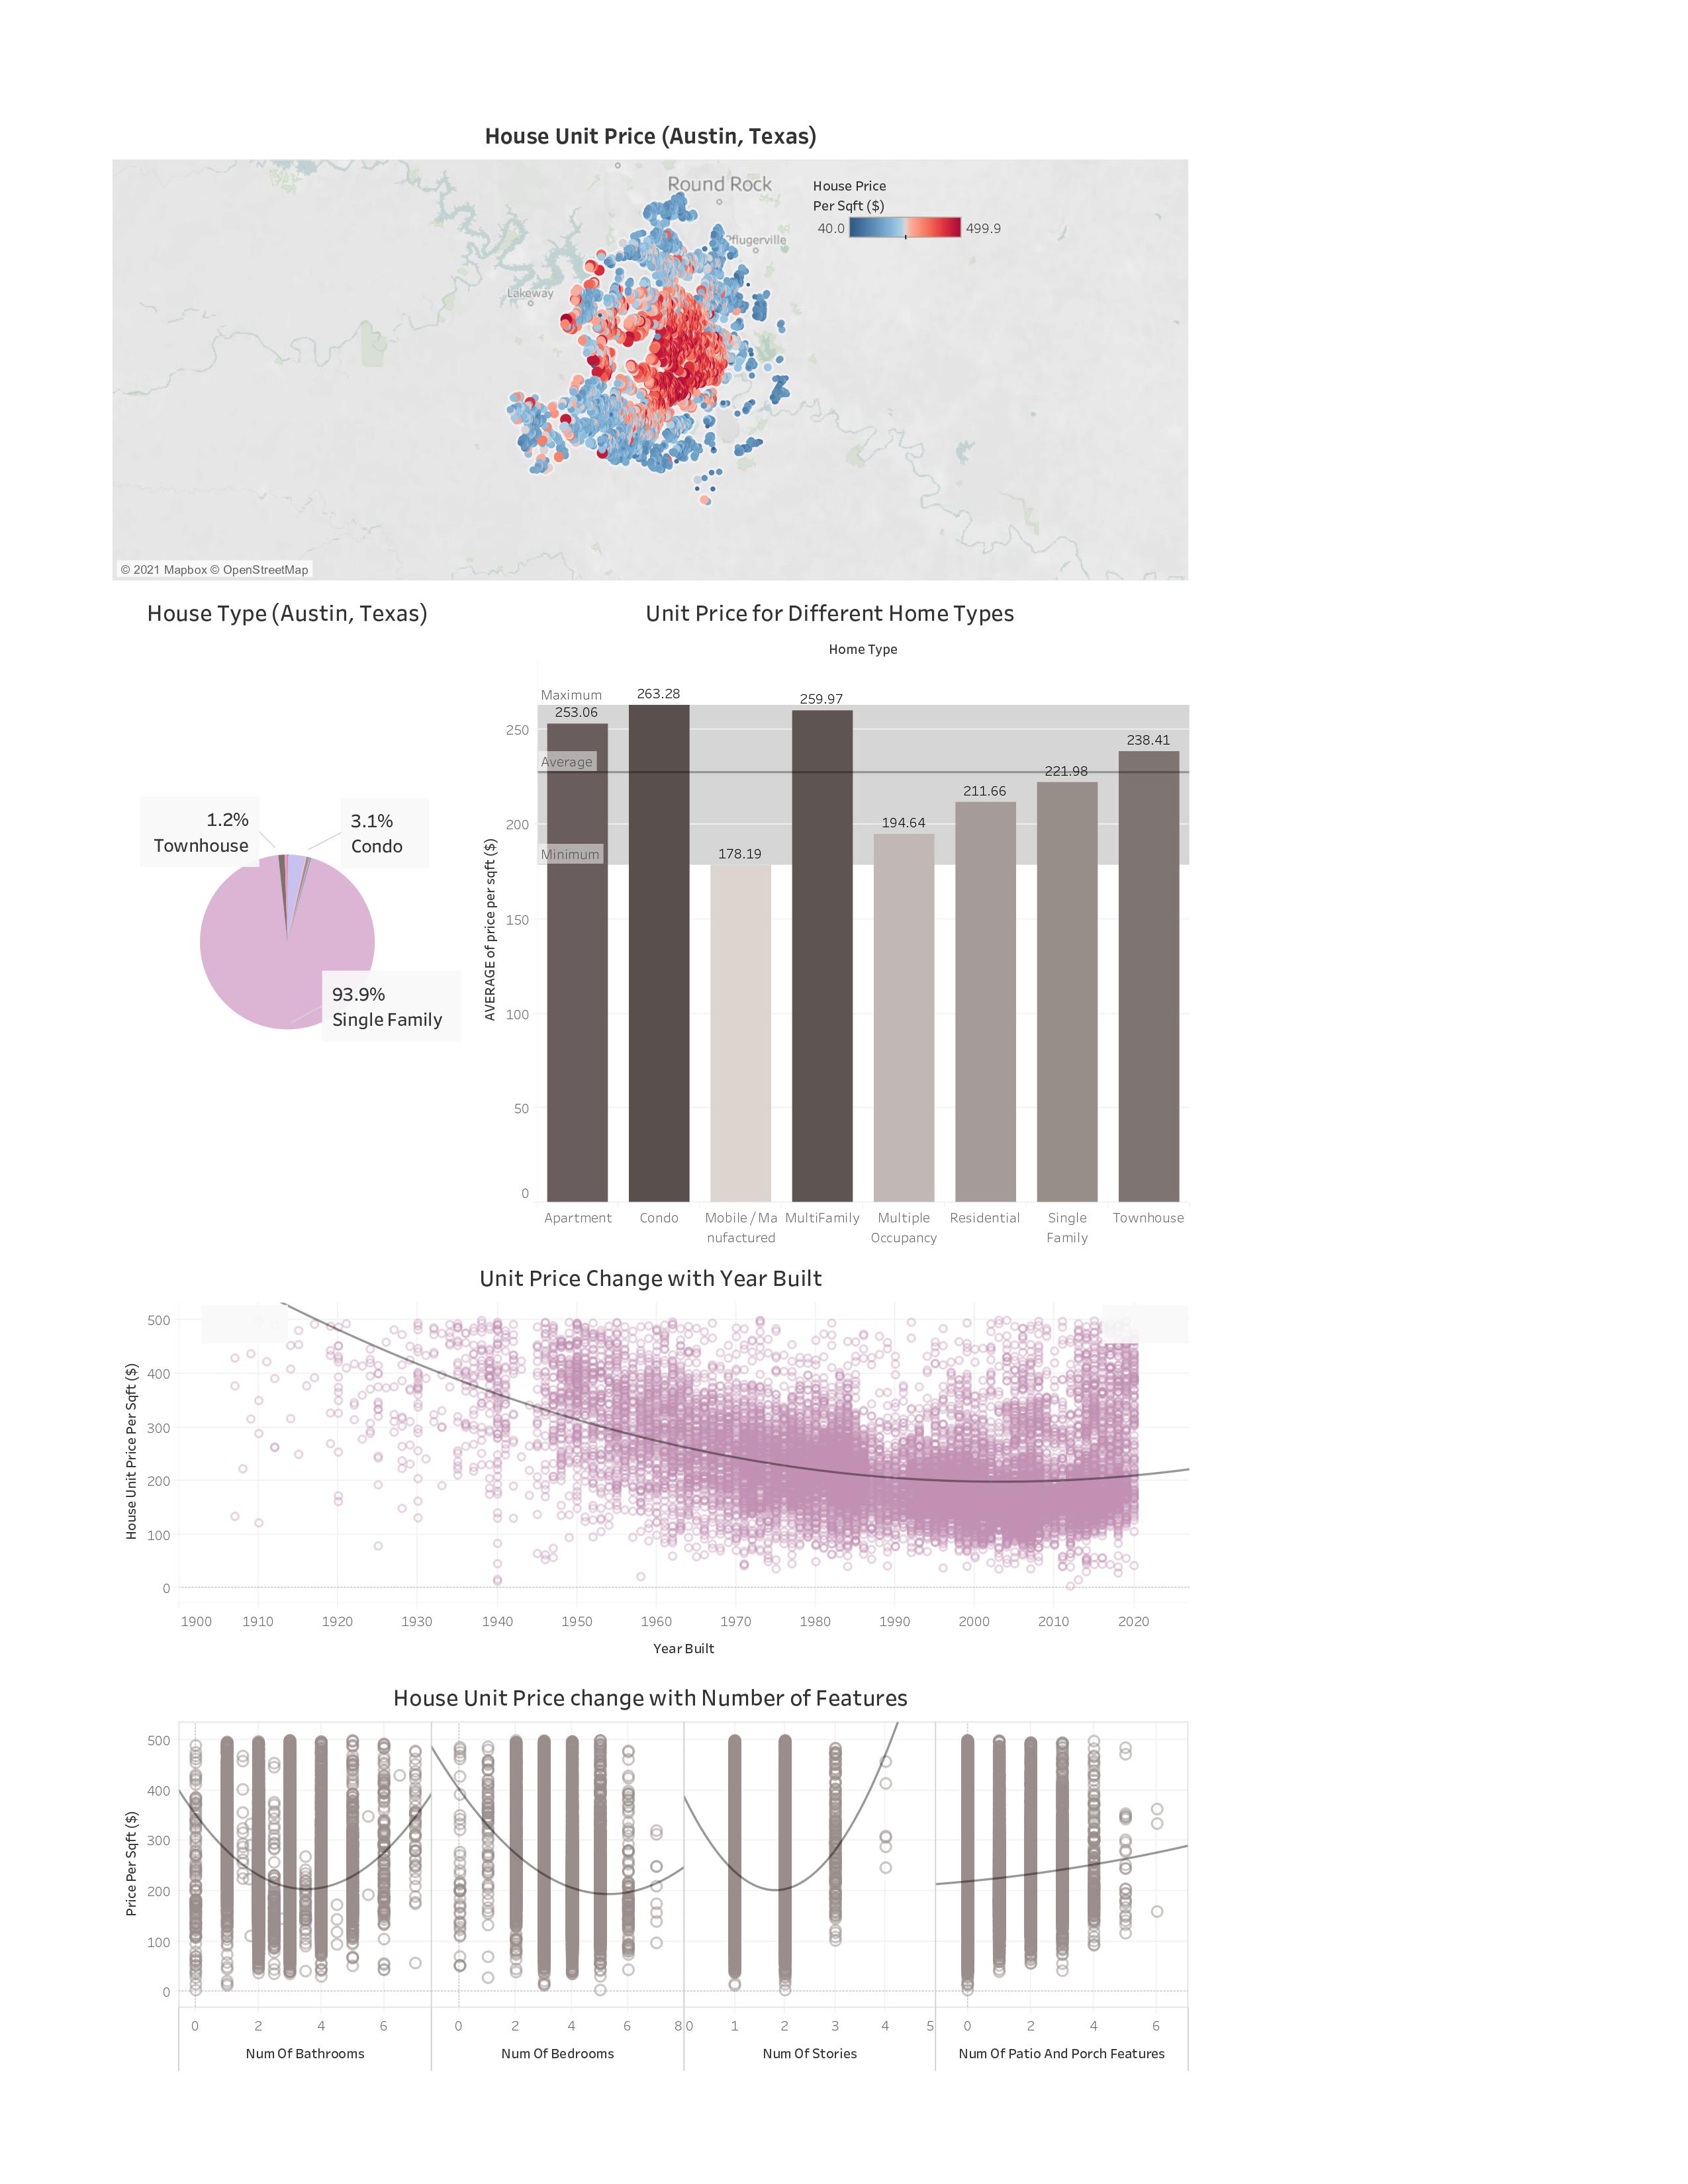 House Unit Price (Austin, Texas)
Round Rock
House Price
Per Sqft ($)
40.0
499.9
Pflugerville
Lakeway
© 2021 Mapbox © OpenStreetMap
House Type (Austin, Texas)
1.2%
Townhouse
3.1%
Condo
93.9%
Single Family
Unit Price for Different Home Types
Home Type
Maximum
Average
Minimum
253.06
263.28
178.19
259.97
194.64
211.66
221.98
238.41
AVERAGE of price per sqft ($)
250
200
150
100
50
0
Apartment
Condo
Mobile / Ma
nufactured
MultiFamily
Multiple
Occupancy
Residential
Single
Family
Townhouse
Unit Price Change with Year Built
House Unit Price Per Sqft ($)
500
400
300
200
100
0
1900 1910 1920 1930 1940 1950 1960 1970 1980 1990 2000 2010 2020
Year Built
House Unit Price change with Number of Features
Price Per Sqft ($)
500
400
300
200
100
0
0 2 4 6
Num Of Bathrooms
0 2 4 6 8
Num Of Bedrooms
0 1 2 3 4 5
Num Of Stories
0 2 4 6
Num Of Patio And Porch Features